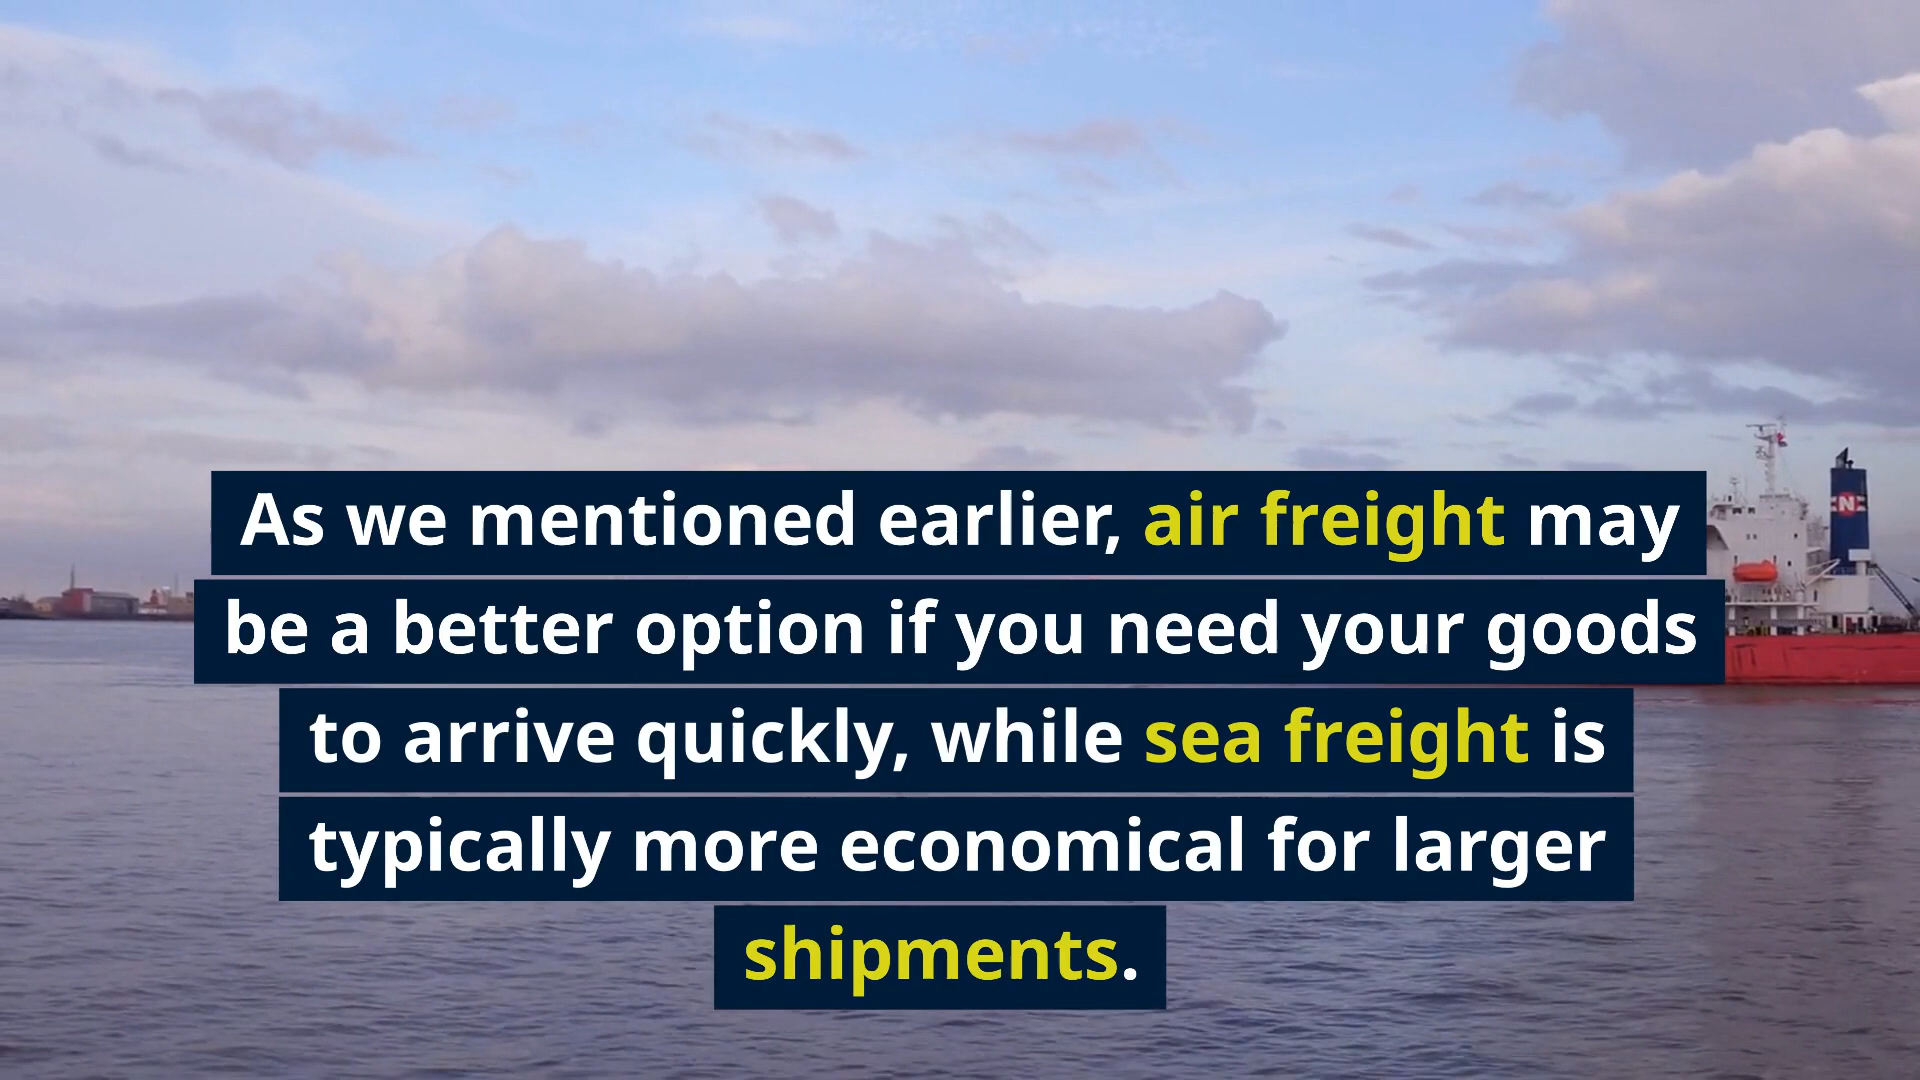 As we mentioned earlier, air freight may
be a better option if you need your goods
to arrive quickly, while sea freight is
typically more economical for larger
shipments.
N